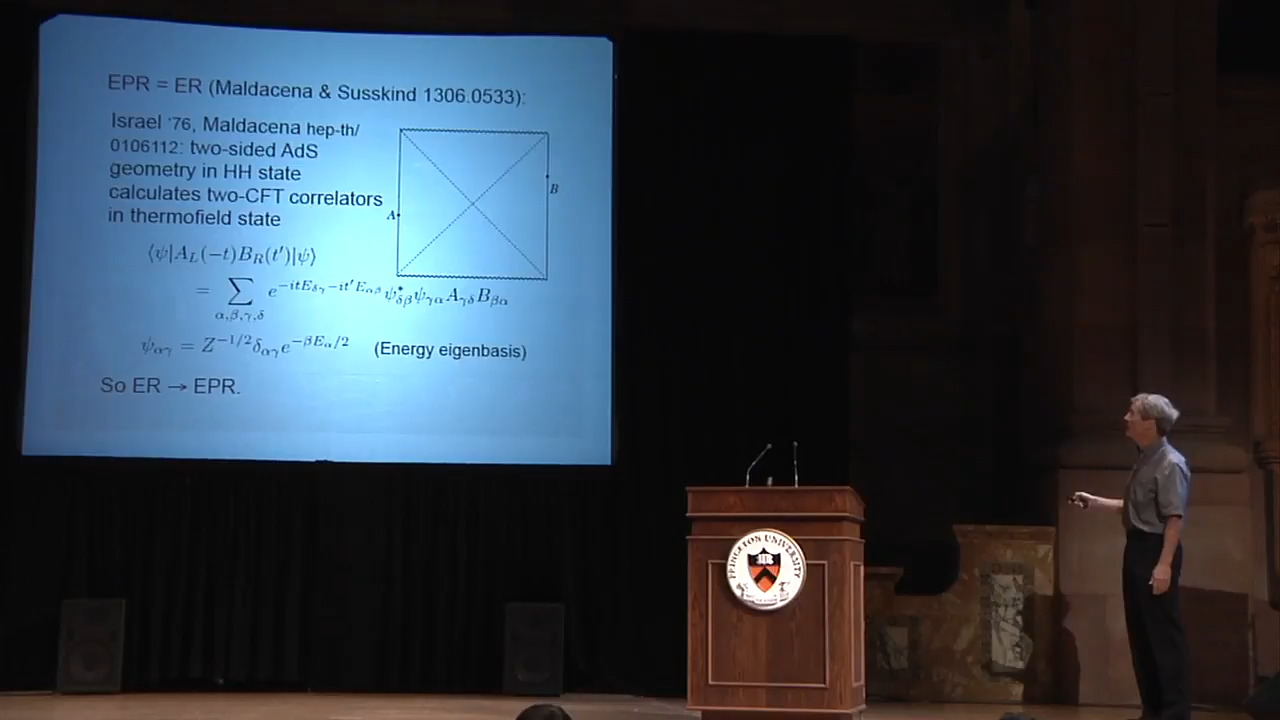 EPR = ER (Maldacena & Susskind 1306.0533):
Israel '76, Maldacena hep-th/
0106112: two-sided AdS
geometry in HH state
calculates two-CFT correlators
in thermofield state
A
B
⟨ψ|A_L(−t)B_R(t′)|ψ⟩
= ∑_{α,β,γ,δ} e^{−itE_{δγ}−it′E_{αβ}} ψ*_{δβ}ψ_{γα}A_{γδ}B_{βα}
ψ_{αγ} = Z^{−1/2}δ_{αγ}e^{−βE_α/2} (Energy eigenbasis)
So ER → EPR.
PRINCETON UNIVERSITY